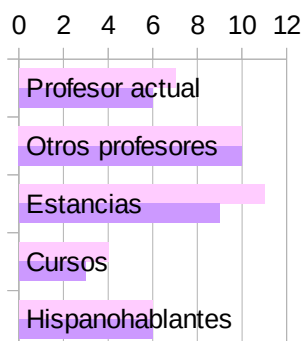 0 2 4 6 8 10 12
Profesor actual
Otros profesores
Estancias
Cursos
Hispanohablantes